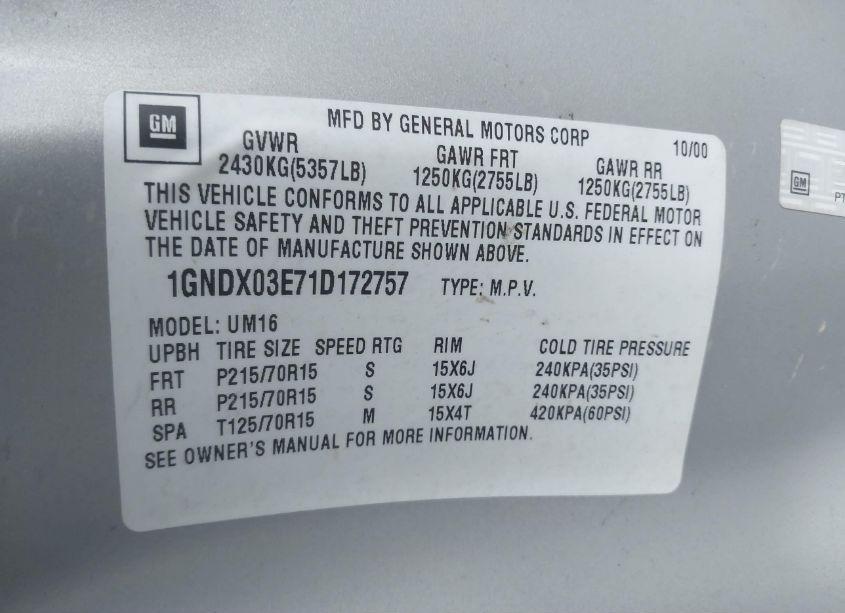 GM
MFD BY GENERAL MOTORS CORP 10/00
GVWR GAWR FRT GAWR RR
2430KG(5357LB) 1250KG(2755LB) 1250KG(2755LB)
THIS VEHICLE CONFORMS TO ALL APPLICABLE U.S. FEDERAL MOTOR
VEHICLE SAFETY AND THEFT PREVENTION STANDARDS IN EFFECT ON
THE DATE OF MANUFACTURE SHOWN ABOVE.
1GNDX03E71D172757 TYPE: M.P.V.
MODEL: UM16
UPBH TIRE SIZE SPEED RTG RIM COLD TIRE PRESSURE
FRT P215/70R15 S 15X6J 240KPA(35PSI)
RR P215/70R15 S 15X6J 240KPA(35PSI)
SPA T125/70R15 M 15X4T 420KPA(60PSI)
SEE OWNER'S MANUAL FOR MORE INFORMATION.
GM
PT